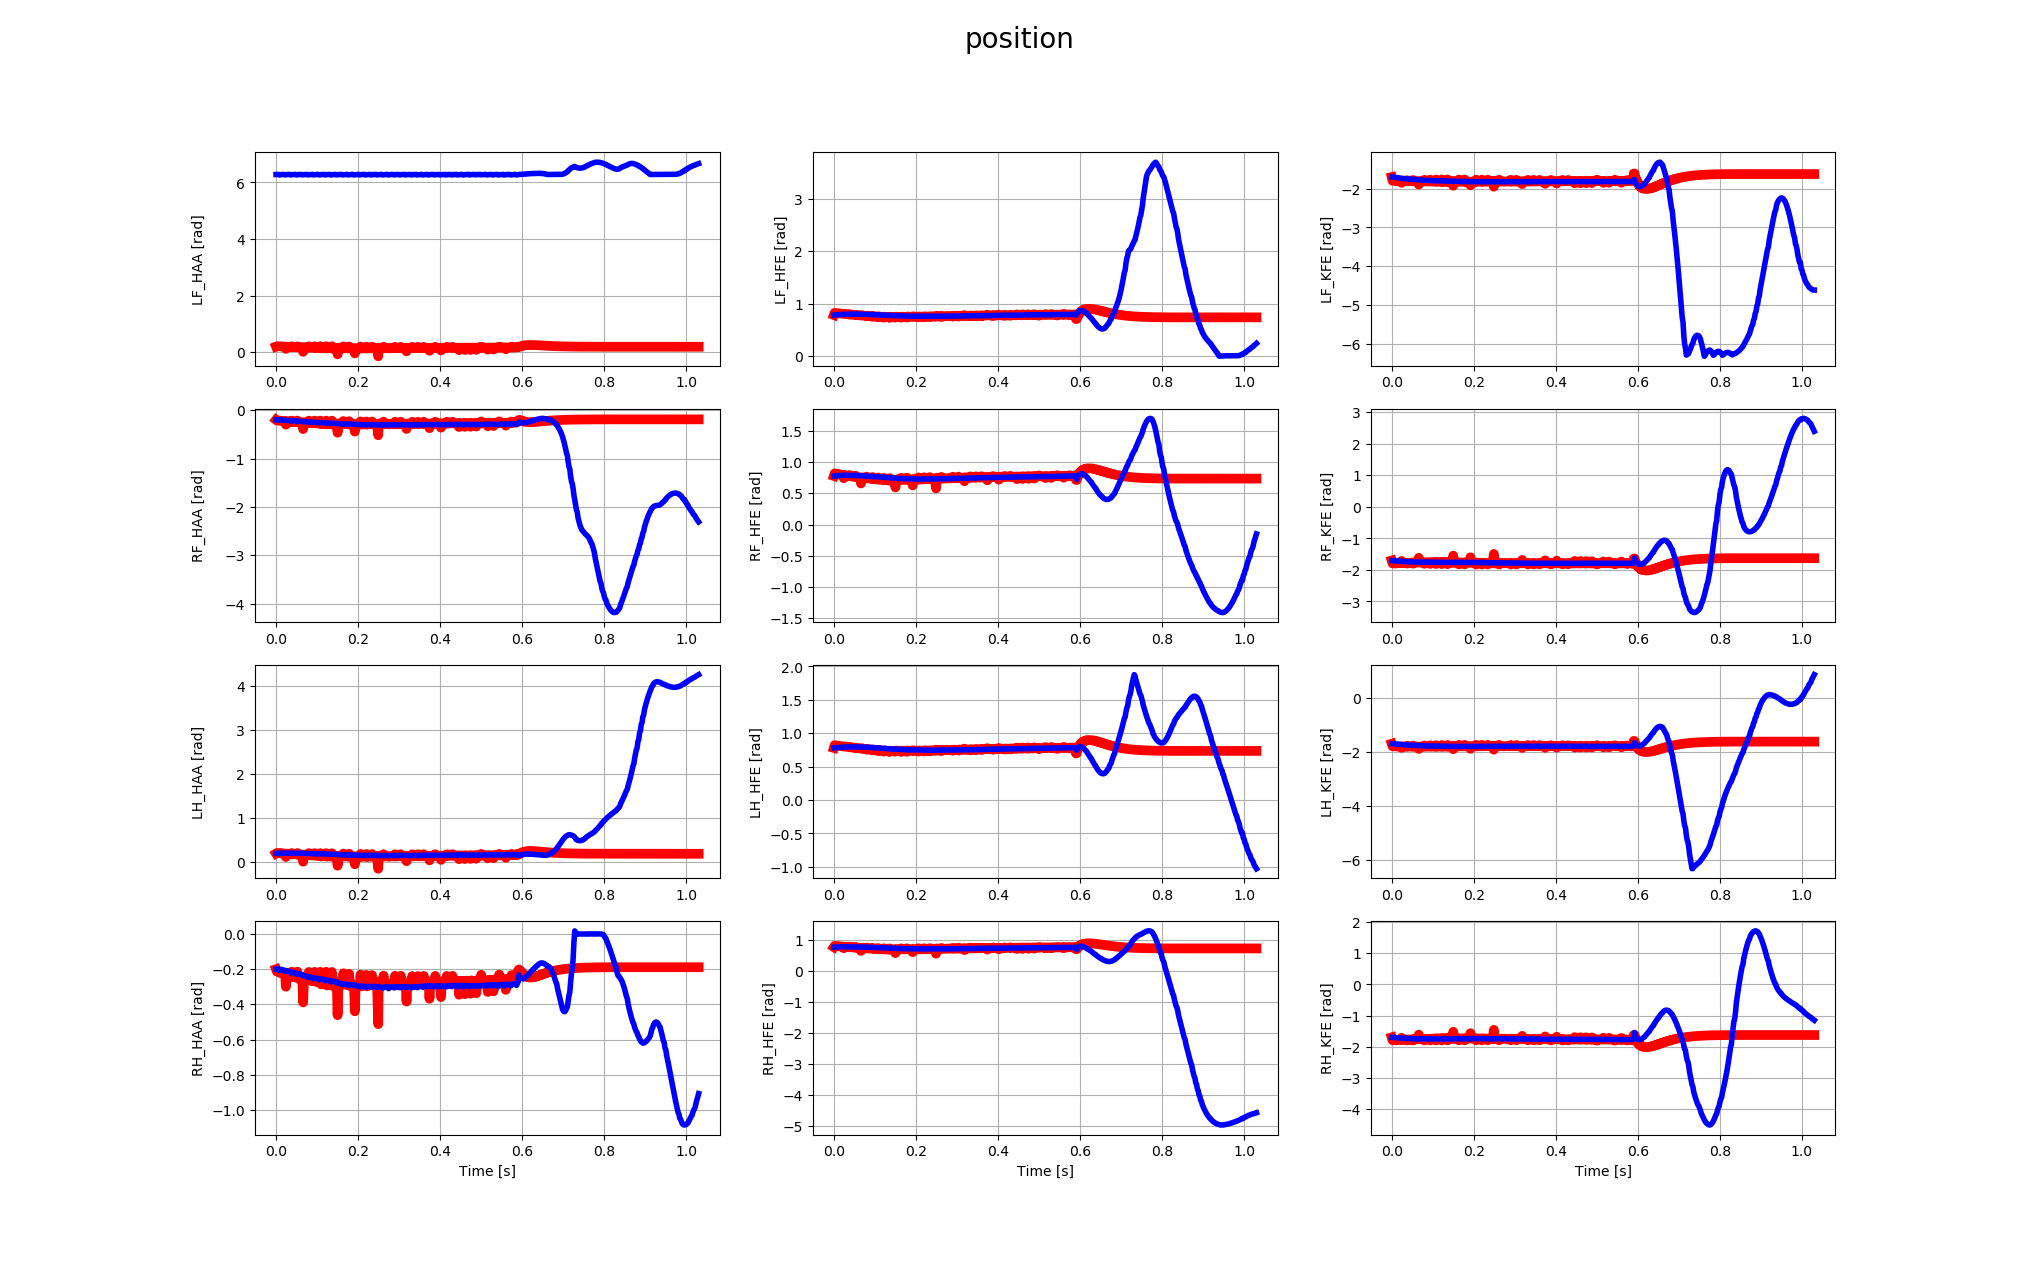 position
LF_HAA [rad]
6
4
2
0
0.0 0.2 0.4 0.6 0.8 1.0
LF_HFE [rad]
3
2
1
0
0.0 0.2 0.4 0.6 0.8 1.0
LF_KFE [rad]
−2
−3
−4
−5
−6
0.0 0.2 0.4 0.6 0.8 1.0
RF_HAA [rad]
0
−1
−2
−3
−4
0.0 0.2 0.4 0.6 0.8 1.0
RF_HFE [rad]
1.5
1.0
0.5
0.0
−0.5
−1.0
−1.5
0.0 0.2 0.4 0.6 0.8 1.0
RF_KFE [rad]
3
2
1
0
−1
−2
−3
0.0 0.2 0.4 0.6 0.8 1.0
LH_HAA [rad]
4
3
2
1
0
0.0 0.2 0.4 0.6 0.8 1.0
LH_HFE [rad]
2.0
1.5
1.0
0.5
0.0
−0.5
−1.0
0.0 0.2 0.4 0.6 0.8 1.0
LH_KFE [rad]
0
−2
−4
−6
0.0 0.2 0.4 0.6 0.8 1.0
RH_HAA [rad]
0.0
−0.2
−0.4
−0.6
−0.8
−1.0
0.0 0.2 0.4 0.6 0.8 1.0
Time [s]
RH_HFE [rad]
1
0
−1
−2
−3
−4
−5
0.0 0.2 0.4 0.6 0.8 1.0
Time [s]
RH_KFE [rad]
2
1
0
−1
−2
−3
−4
0.0 0.2 0.4 0.6 0.8 1.0
Time [s]